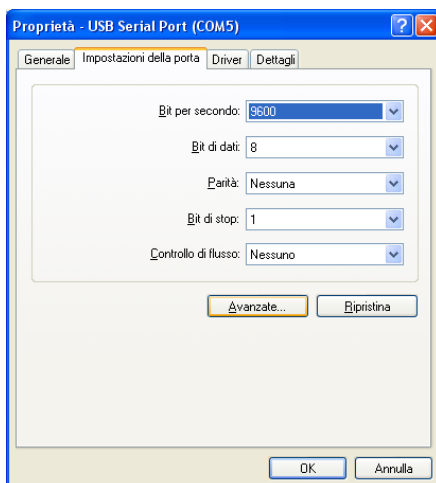 Proprietà - USB Serial Port (COM5)
Generale Impostazioni della porta Driver Dettagli
Bit per secondo: 9600
Bit di dati: 8
Parità: Nessuna
Bit di stop: 1
Controllo di flusso: Nessuno
Avanzate... Ripristina
OK Annulla